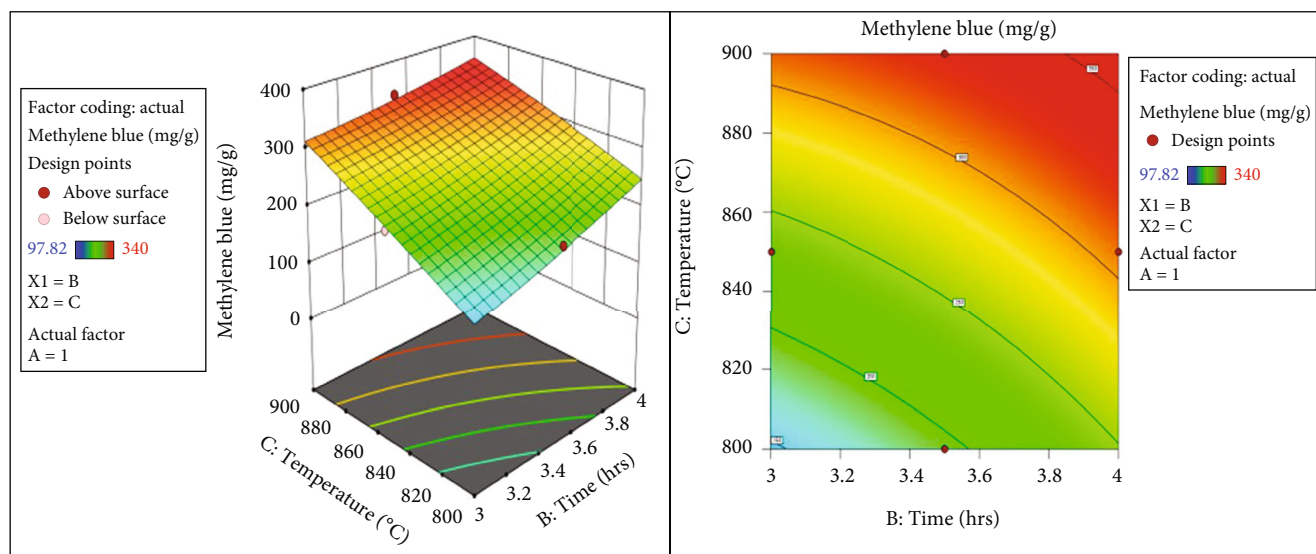 Factor coding: actual
Methylene blue (mg/g)
Design points
Above surface
Below surface
97.82 340
X1 = B
X2 = C
Actual factor
A = 1
Methylene blue (mg/g)
400
300
200
100
0
900
880
860
840
820
800
C: Temperature (°C)
3
3.2
3.4
3.6
3.8
4
B: Time (hrs)
Methylene blue (mg/g)
C: Temperature (°C)
900
880
860
840
820
800
3 3.2 3.4 3.6 3.8 4
B: Time (hrs)
Factor coding: actual
Methylene blue (mg/g)
Design points
97.82 340
X1 = B
X2 = C
Actual factor
A = 1